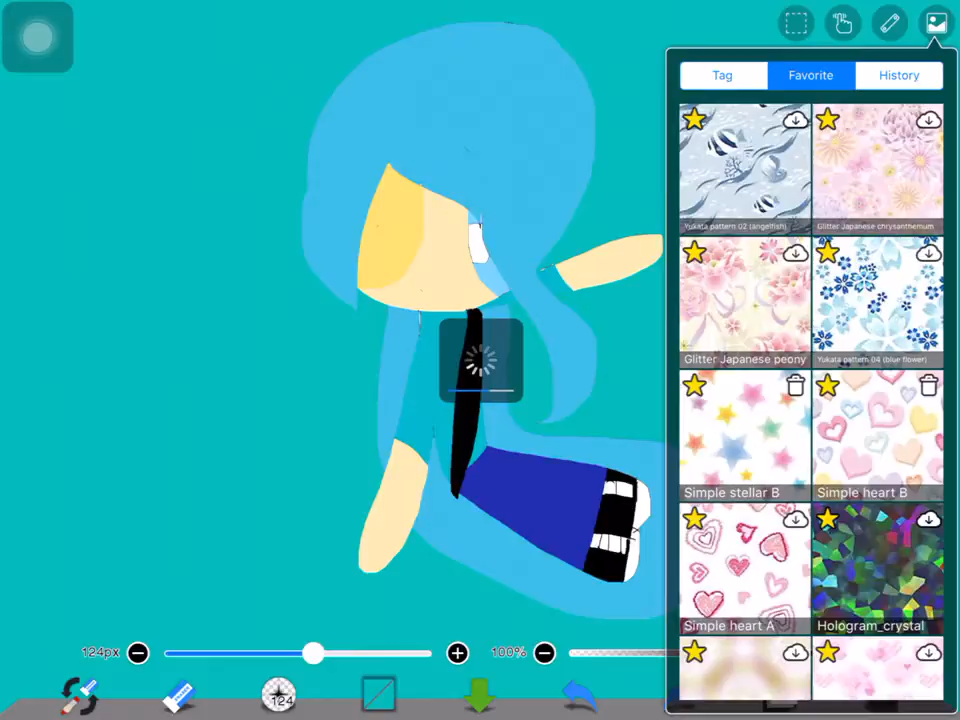 Tag Favorite History
Yukata pattern 02 (angelfish) Glitter Japanese chrysanthemum
Glitter Japanese peony Yukata pattern 04 (blue flower)
Simple stellar B Simple heart B
Simple heart A Hologram_crystal
124px 100%
124